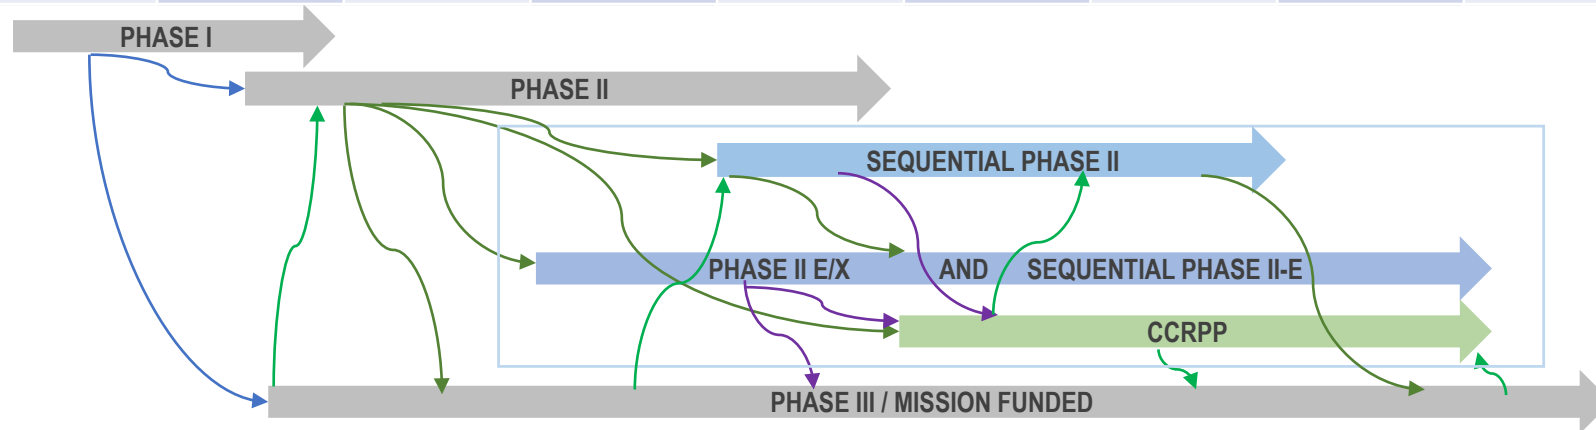 PHASE I
PHASE II
SEQUENTIAL PHASE II
PHASE II E/X AND SEQUENTIAL PHASE II-E
CCRPP
PHASE III / MISSION FUNDED